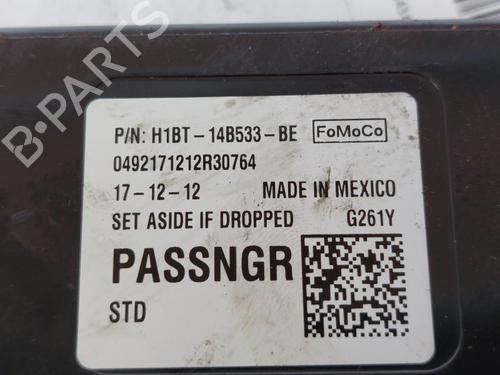 B-PARTS
P/N: H1BT-14B533-BE FoMoCo
0492171212R30764
17-12-12 MADE IN MEXICO
SET ASIDE IF DROPPED G261Y
PASSNGR
STD